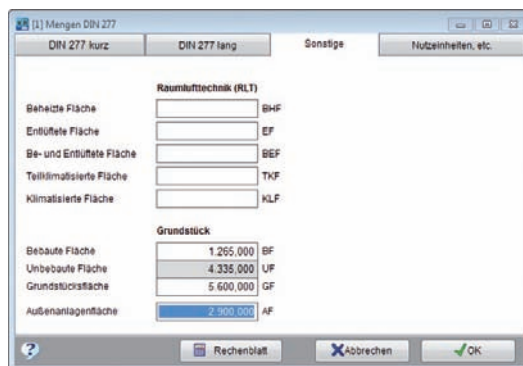 [1] Mengen DIN 277
DIN 277 kurz DIN 277 lang Sonstige Nutzeinheiten, etc.
Raumlufttechnik (RLT)
Beheizte Fläche BHF
Entlüftete Fläche EF
Be- und Entlüftete Fläche BEF
Teilklimatisierte Fläche TKF
Klimatisierte Fläche KLF
Grundstück
Bebaute Fläche 1.265,000 BF
Unbebaute Fläche 4.335,000 UF
Grundstücksfläche 5.600,000 GF
Außenanlagenfläche 2.900,000 AF
? Rechenblatt Abbrechen OK